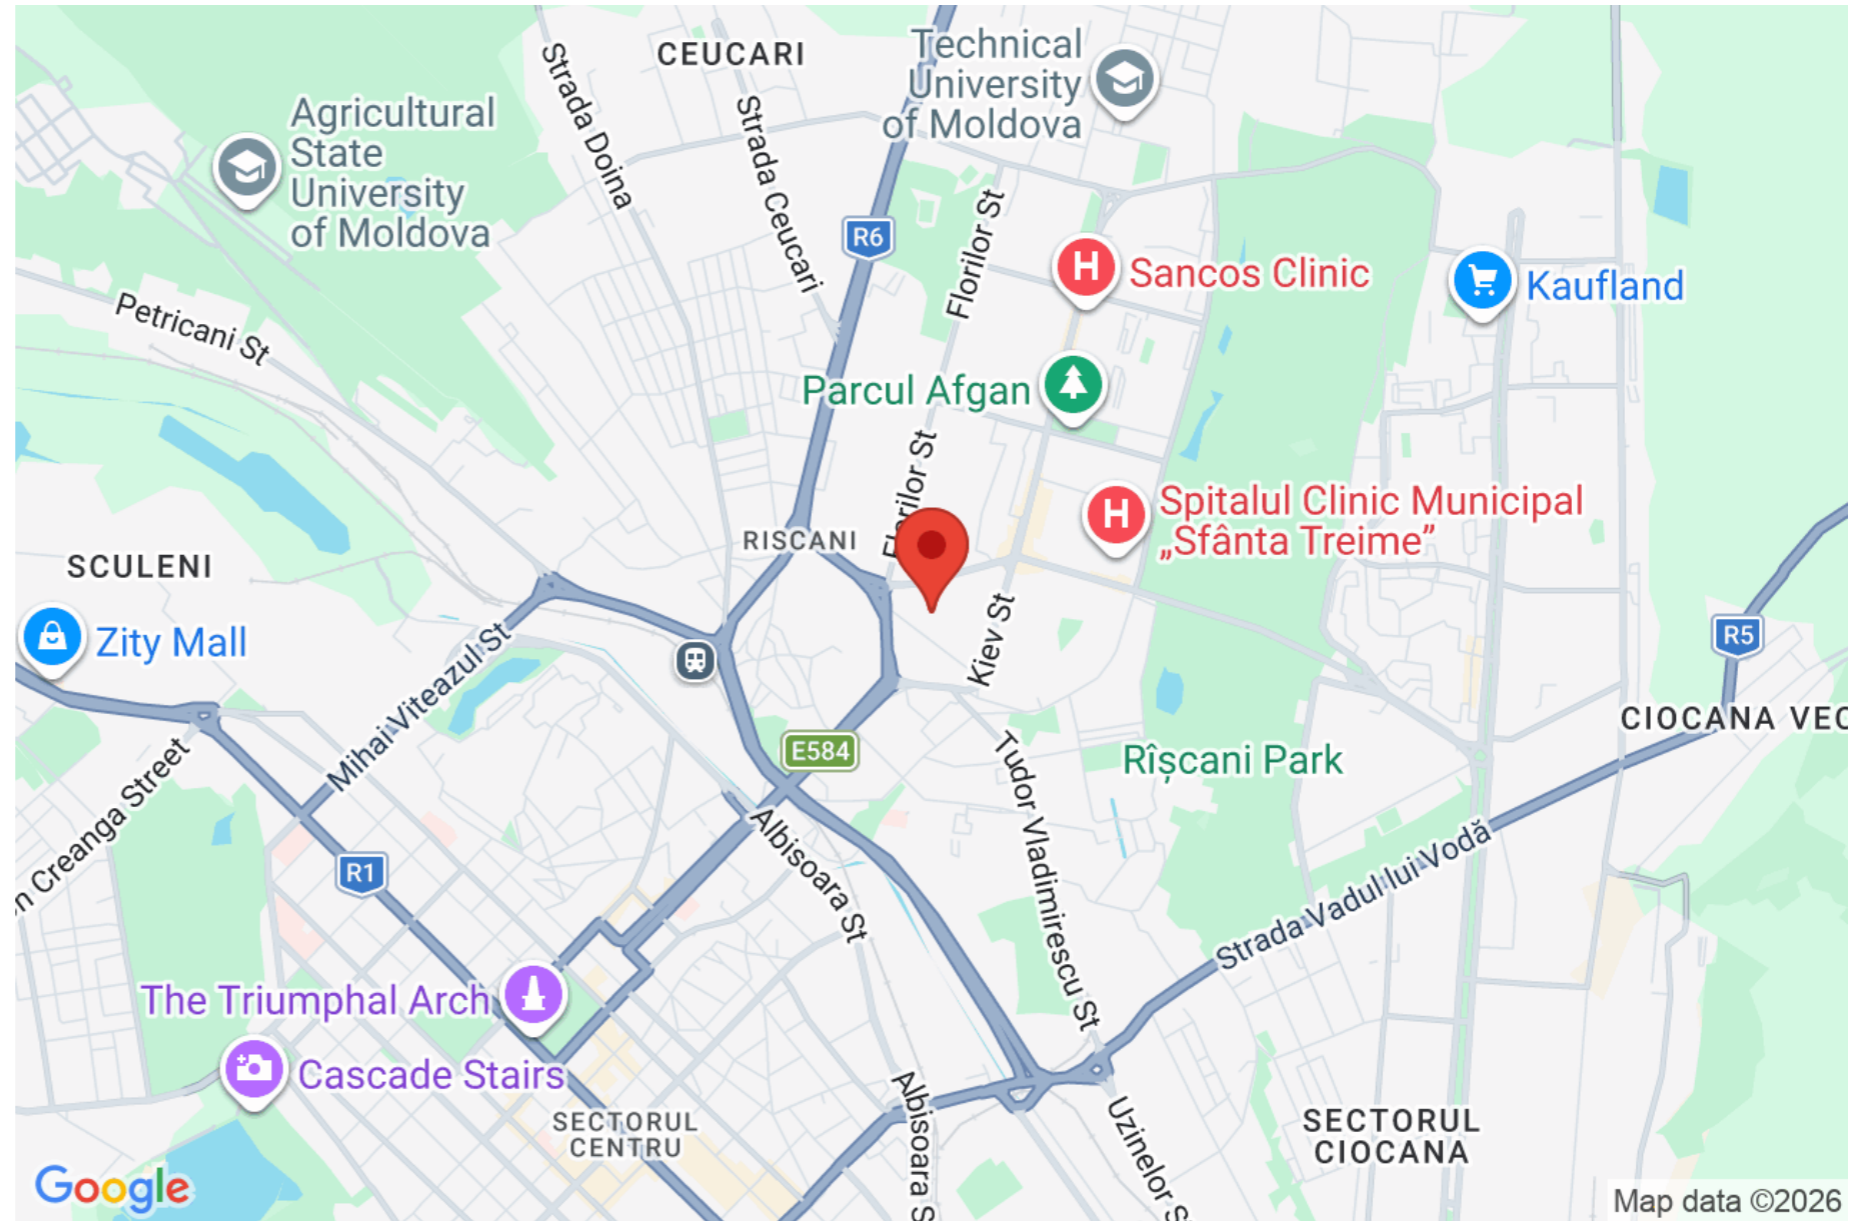 CEUCARI
Technical
University
of Moldova
Strada Doina
Strada Ceucari
Agricultural
State
University
of Moldova
R6
Florilor St
Sancos Clinic
Kaufland
Petricani St
Parcul Afgan
Florilor St
Spitalul Clinic Municipal
„Sfânta Treime”
RISCANI
SCULENI
Zity Mall
Kiev St
R5
Mihai Viteazul St
CIOCANA VEC
E584
Rîșcani Park
Tudor Vladimirescu St
n Creanga Street
Albisoara St
R1
Strada Vadul lui Vodă
The Triumphal Arch
Cascade Stairs
SECTORUL
CENTRU
Albisoara S
Uzinelor S
SECTORUL
CIOCANA
Google
Map data ©2026